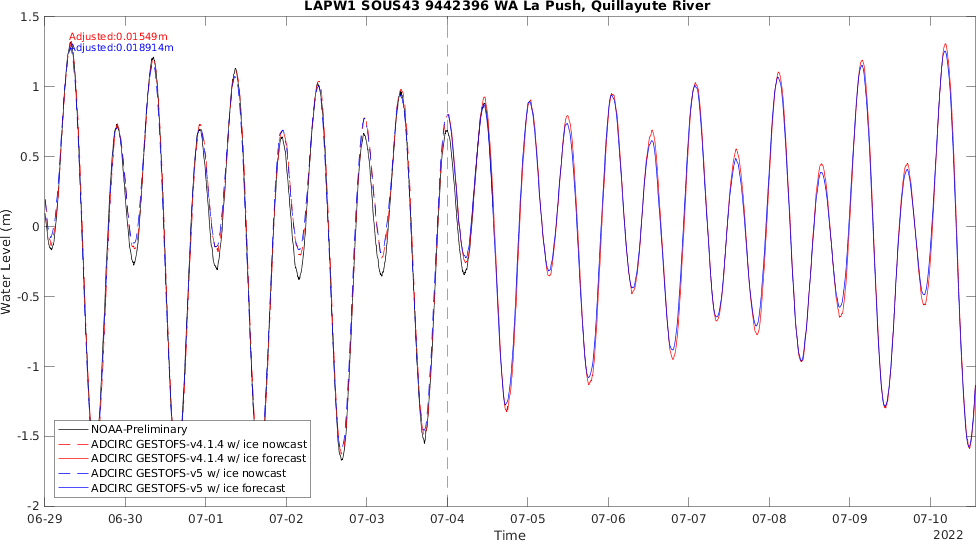 LAPW1 SOUS43 9442396 WA La Push, Quillayute River
Adjusted:0.01549m
Adjusted:0.018914m
Water Level (m)
1.5
1
0.5
0
-0.5
-1
-1.5
-2
NOAA-Preliminary
ADCIRC GESTOFS-v4.1.4 w/ ice nowcast
ADCIRC GESTOFS-v4.1.4 w/ ice forecast
ADCIRC GESTOFS-v5 w/ ice nowcast
ADCIRC GESTOFS-v5 w/ ice forecast
06-29 06-30 07-01 07-02 07-03 07-04 07-05 07-06 07-07 07-08 07-09 07-10
Time
2022